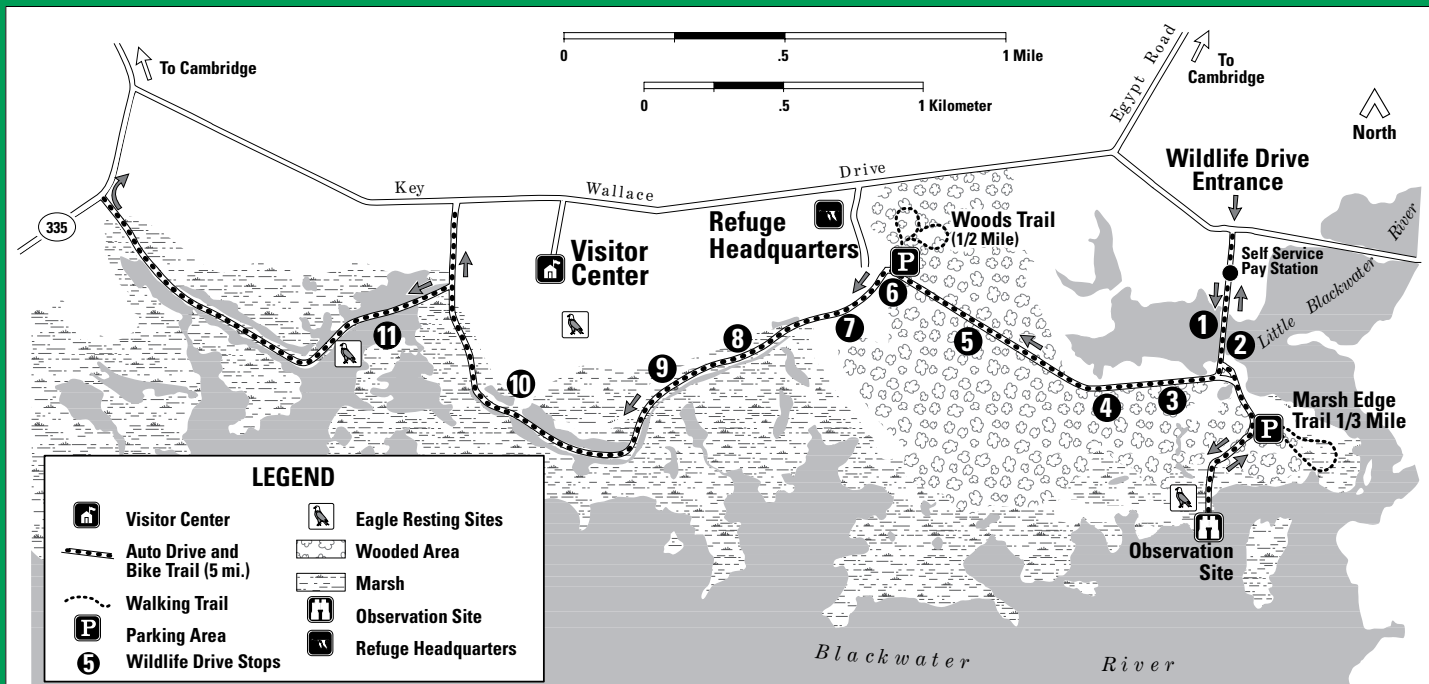 To Cambridge
0 .5 1 Mile
0 .5 1 Kilometer
Egypt Road
To
Cambridge
North
Key Wallace Drive
Wildlife Drive
Entrance
335
Visitor
Center
Refuge
Headquarters
Woods Trail
(1/2 Mile)
P
Self Service
Pay Station
Little Blackwater River
1
2
3
4
5
6
7
8
9
10
11
Marsh Edge
Trail 1/3 Mile
P
Observation
Site
Blackwater River
LEGEND
Visitor Center
Auto Drive and
Bike Trail (5 mi.)
Walking Trail
P Parking Area
5 Wildlife Drive Stops
Eagle Resting Sites
Wooded Area
Marsh
Observation Site
Refuge Headquarters